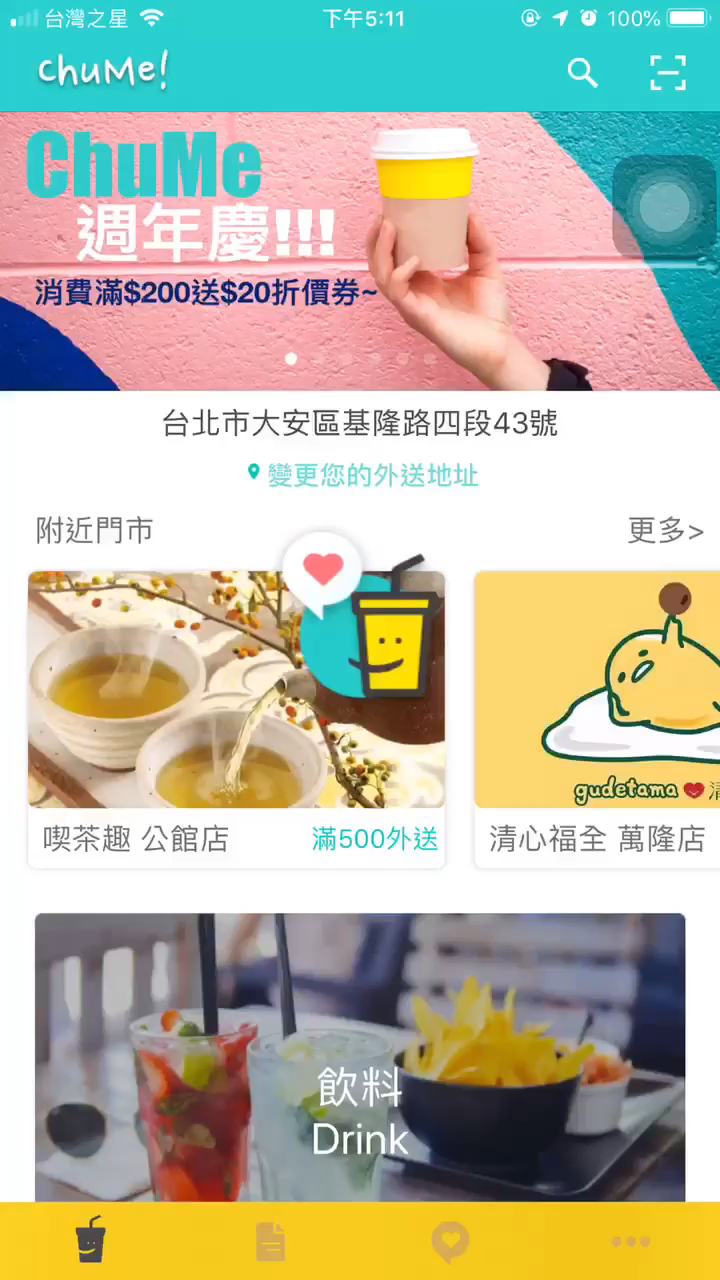 台灣之星
下午5:11
100%
chuMe!
ChuMe
週年慶!!!
消費滿$200送$20折價券~
台北市大安區基隆路四段43號
變更您的外送地址
附近門市
更多>
gudetama
喫茶趣 公館店
滿500外送
清心福全 萬隆店
飲料
Drink